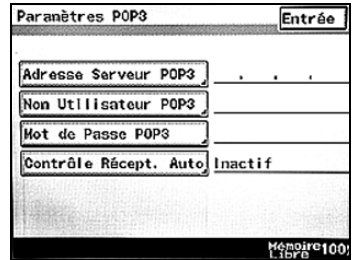 Paramètres POP3
Entrée
Adresse Serveur POP3 . . .
Non Utllisateur POP3
Mot de Passe POP3
Contrôle Récept. Auto Inactif
Mémoire 100%
Libre